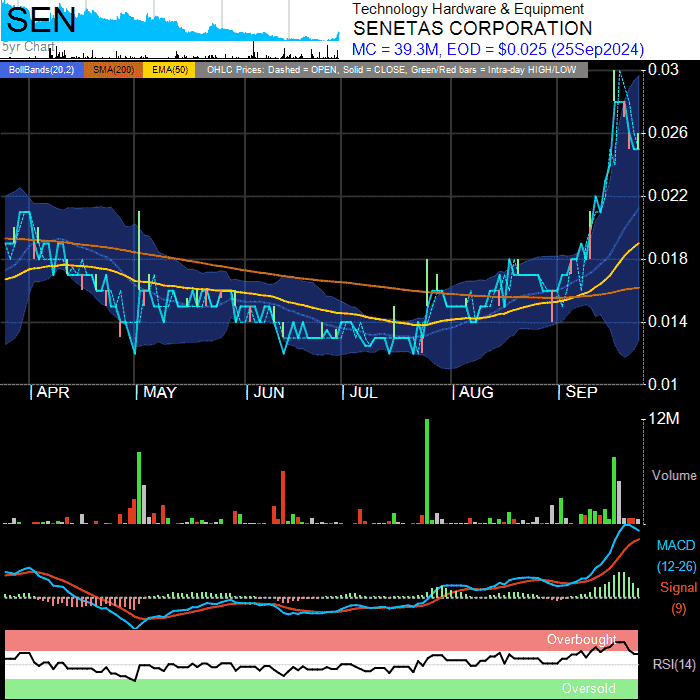 SEN
5yr Chart
Technology Hardware & Equipment
SENETAS CORPORATION
MC = 39.3M, EOD = $0.025 (25Sep2024)
BollBands(20,2) SMA(200) EMA(50) OHLC Prices: Dashed = OPEN, Solid = CLOSE, Green/Red bars = Intra-day HIGH/LOW
0.03
0.026
0.022
0.018
0.014
0.01
APR MAY JUN JUL AUG SEP
12M
Volume
MACD
(12-26)
Signal
(9)
Overbought
RSI(14)
Oversold